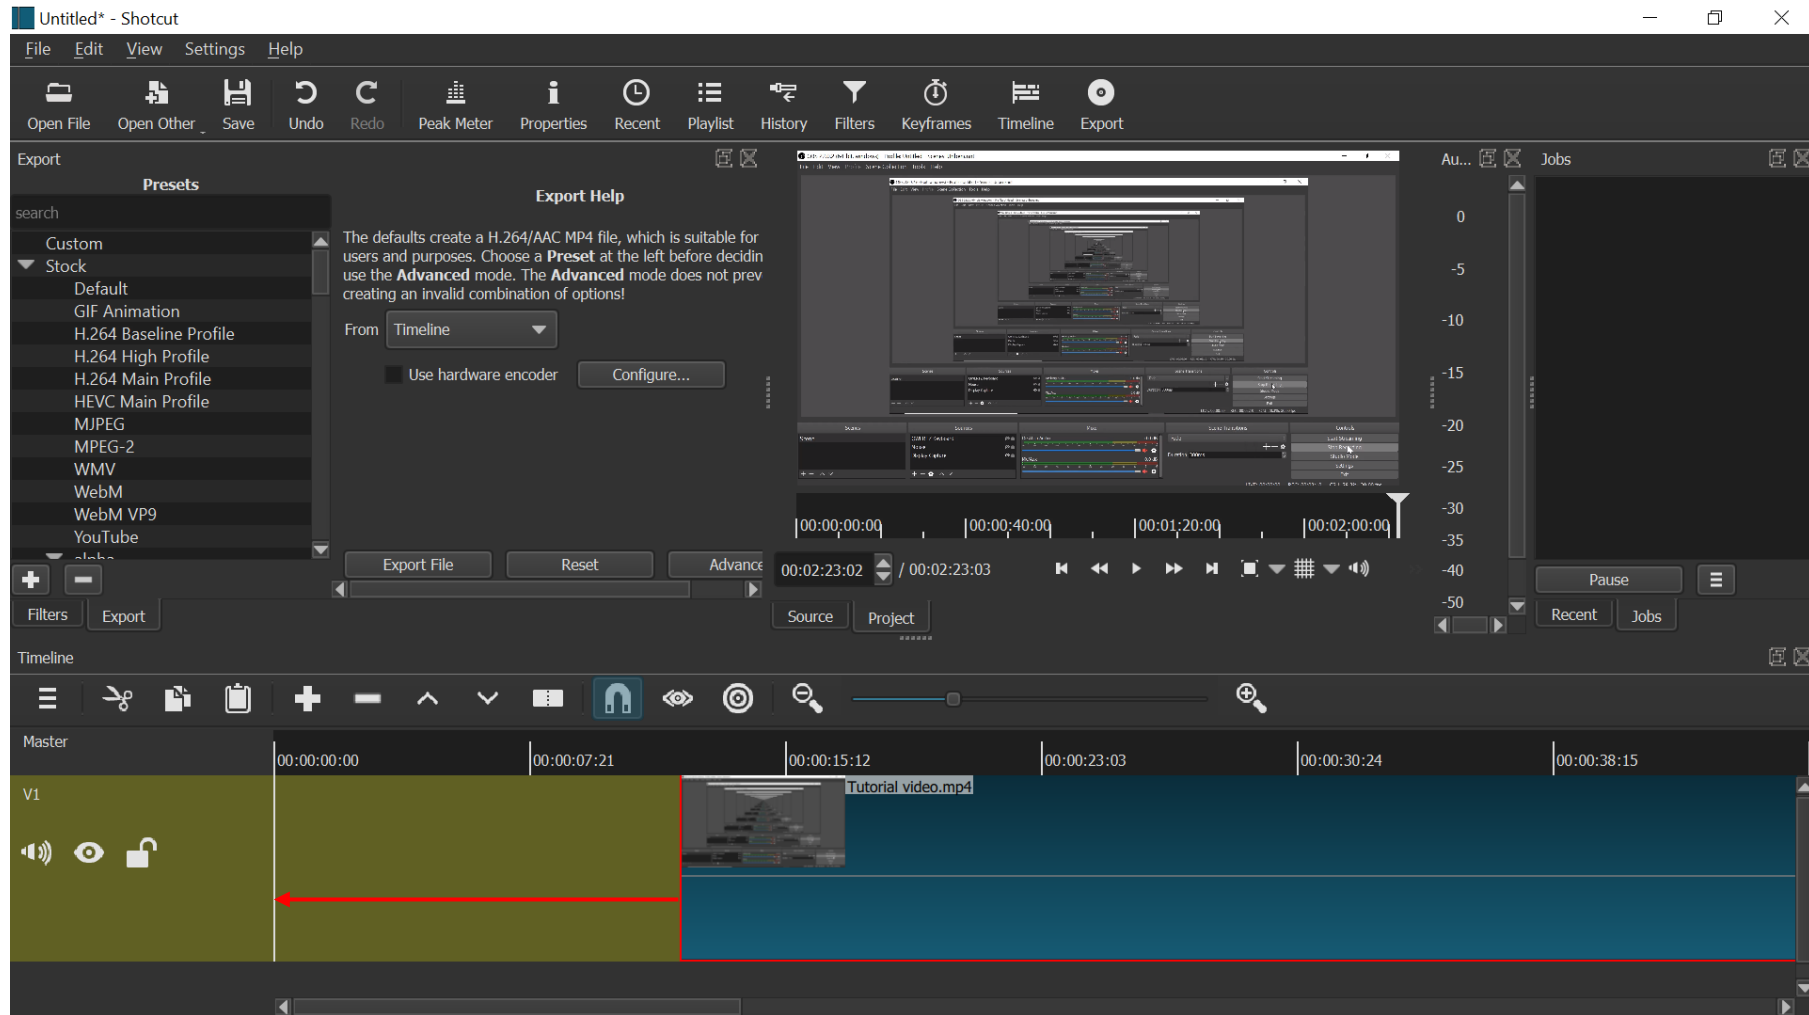 Untitled* - Shotcut
File Edit View Settings Help
Open File Open Other Save Undo Redo Peak Meter Properties Recent Playlist History Filters Keyframes Timeline Export
Export
Presets
search
Custom
Stock
Default
GIF Animation
H.264 Baseline Profile
H.264 High Profile
H.264 Main Profile
HEVC Main Profile
MJPEG
MPEG-2
WMV
WebM
WebM VP9
YouTube
alpha
Filters Export
Export Help
The defaults create a H.264/AAC MP4 file, which is suitable for
users and purposes. Choose a Preset at the left before decidin
use the Advanced mode. The Advanced mode does not prev
creating an invalid combination of options!
From Timeline
Use hardware encoder Configure...
Export File Reset Advance
00:00:00:00 00:00:40:00 00:01:20:00 00:02:00:00
00:02:23:02 / 00:02:23:03
Source Project
Au...
0
-5
-10
-15
-20
-25
-30
-35
-40
-50
Jobs
Pause
Recent Jobs
Timeline
Master
00:00:00:00 00:00:07:21 00:00:15:12 00:00:23:03 00:00:30:24 00:00:38:15
V1
Tutorial video.mp4